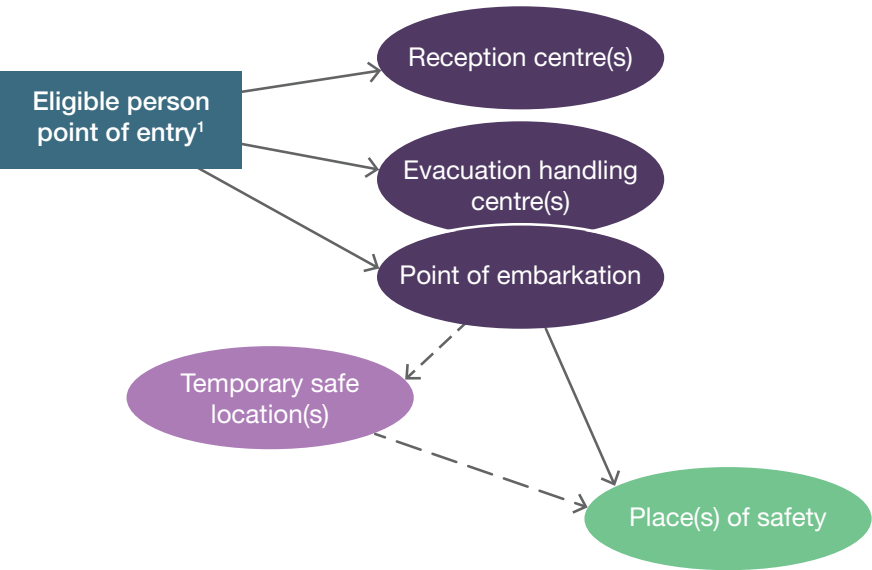 Reception centre(s)
Eligible person
point of entry¹
Evacuation handling
centre(s)
Point of embarkation
Temporary safe
location(s)
Place(s) of safety